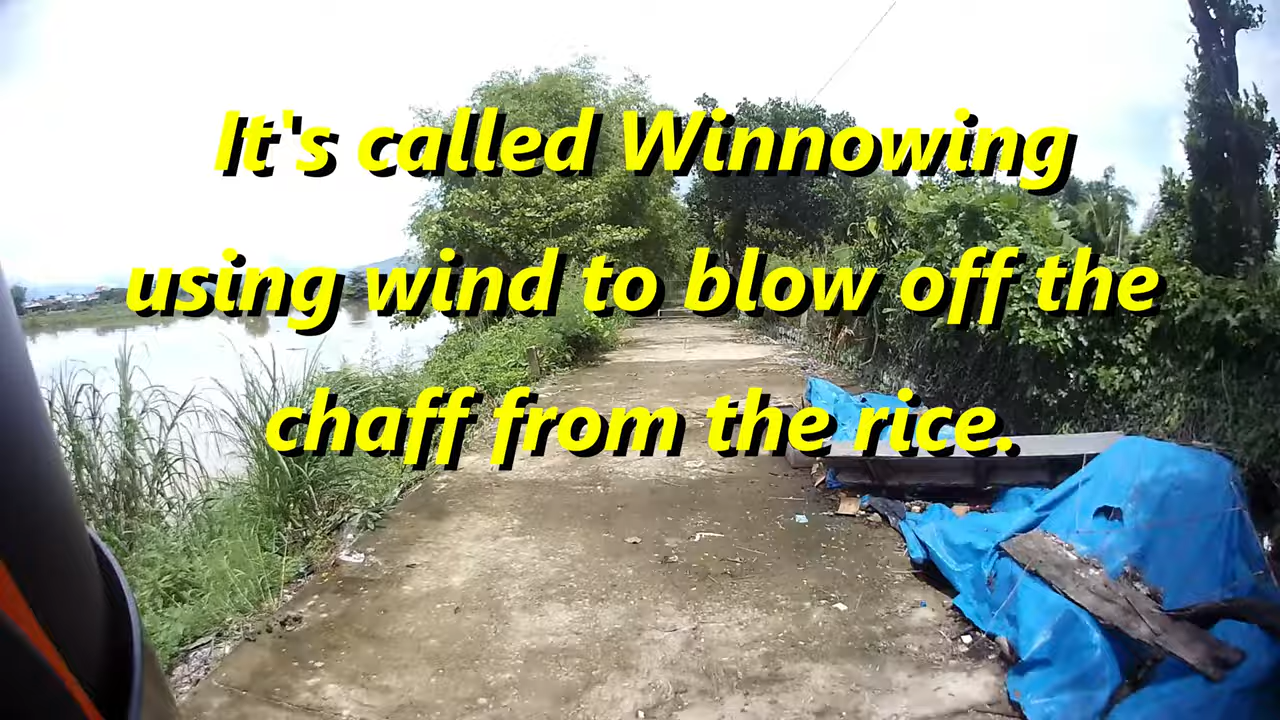 It's called Winnowing
using wind to blow off the
chaff from the rice.